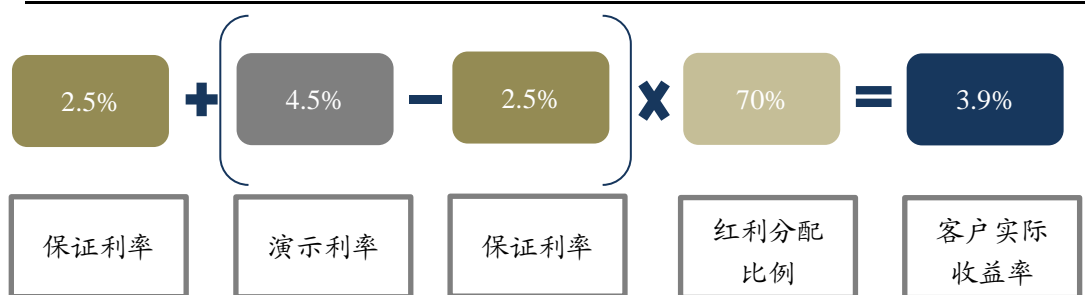 2.5% + ( 4.5% − 2.5% ) × 70% = 3.9%
保证利率
演示利率
保证利率
红利分配
比例
客户实际
收益率